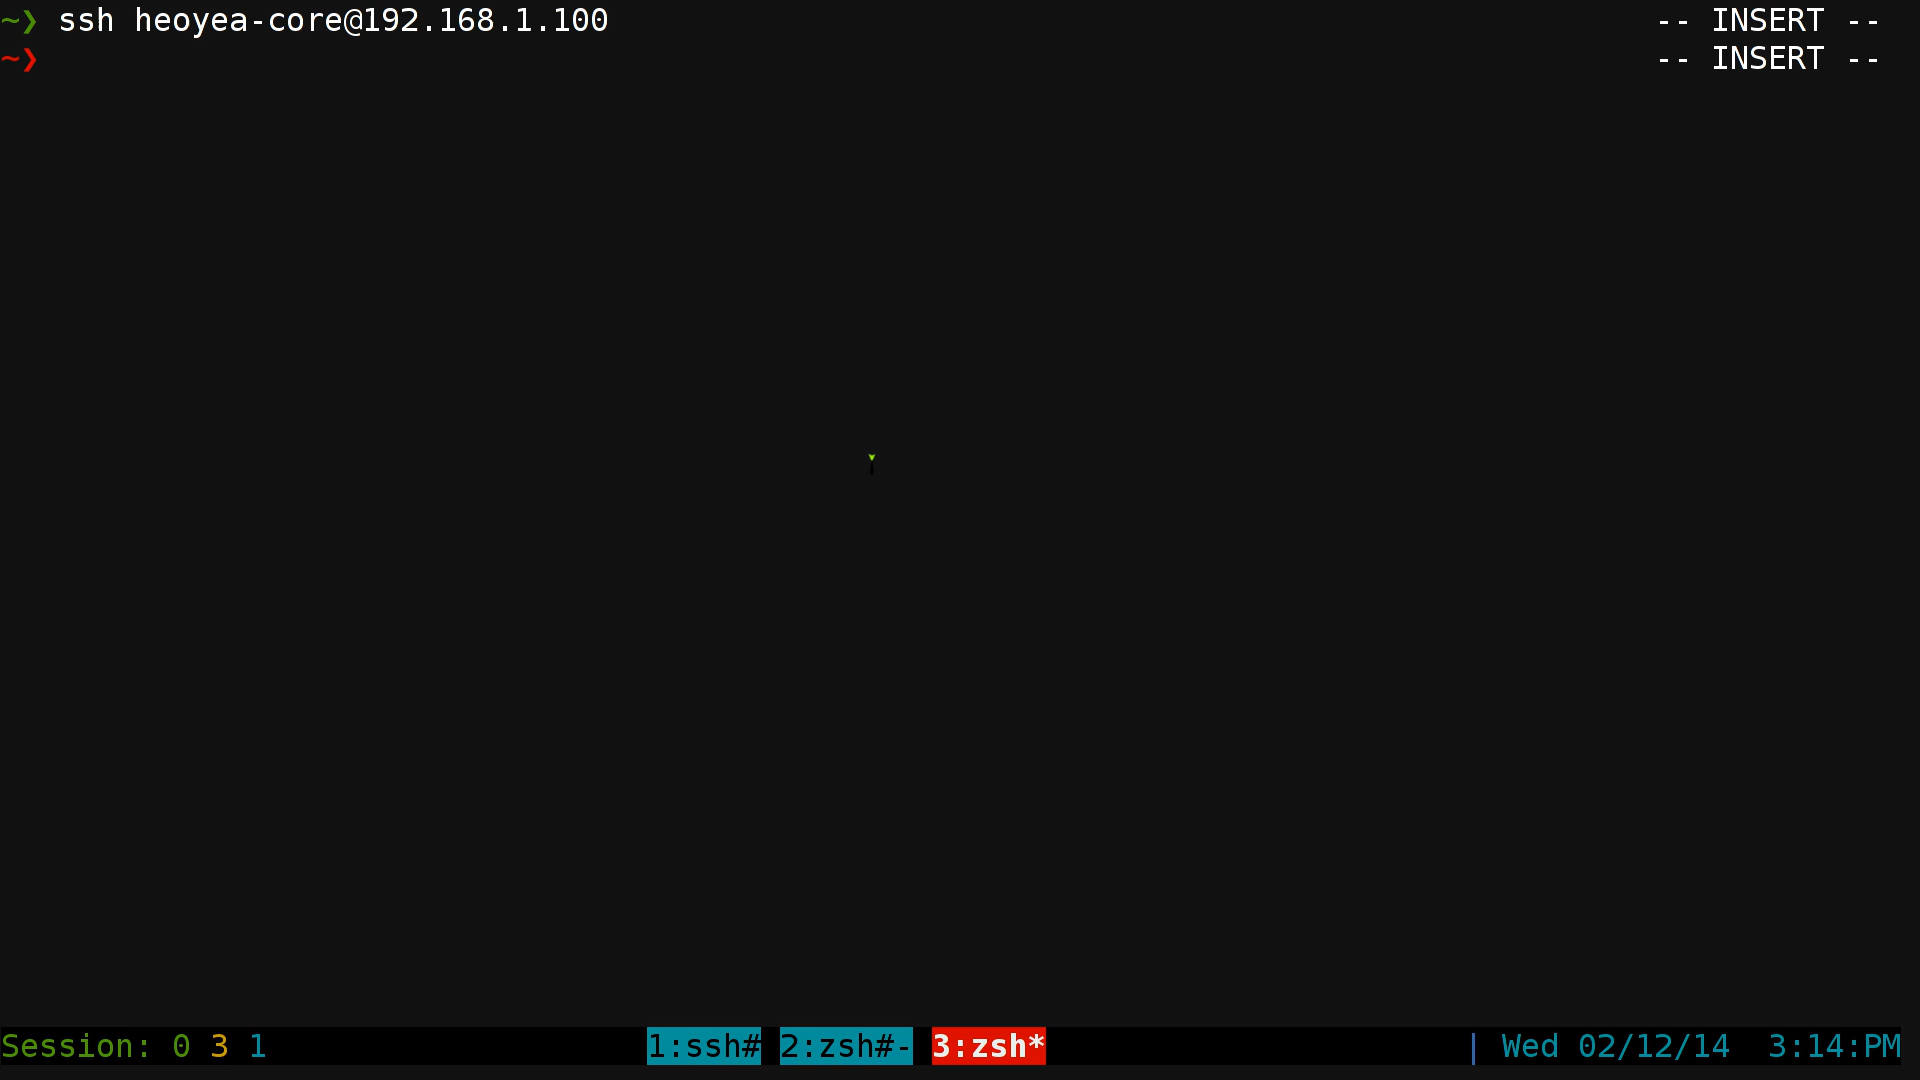 ~❯ ssh heoyea-core@192.168.1.100 -- INSERT --
~❯ -- INSERT --
Session: 0 3 1 1:ssh# 2:zsh#- 3:zsh* | Wed 02/12/14 3:14:PM